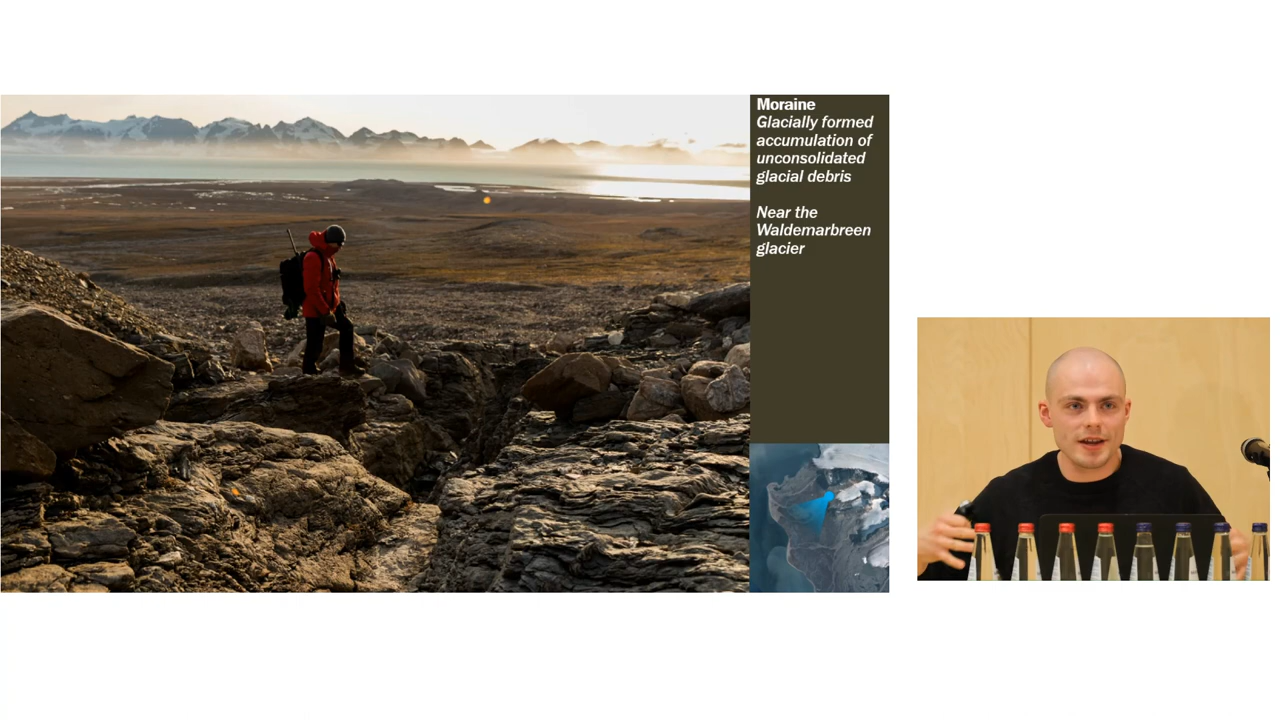 Moraine
Glacially formed
accumulation of
unconsolidated
glacial debris
Near the
Waldemarbreen
glacier